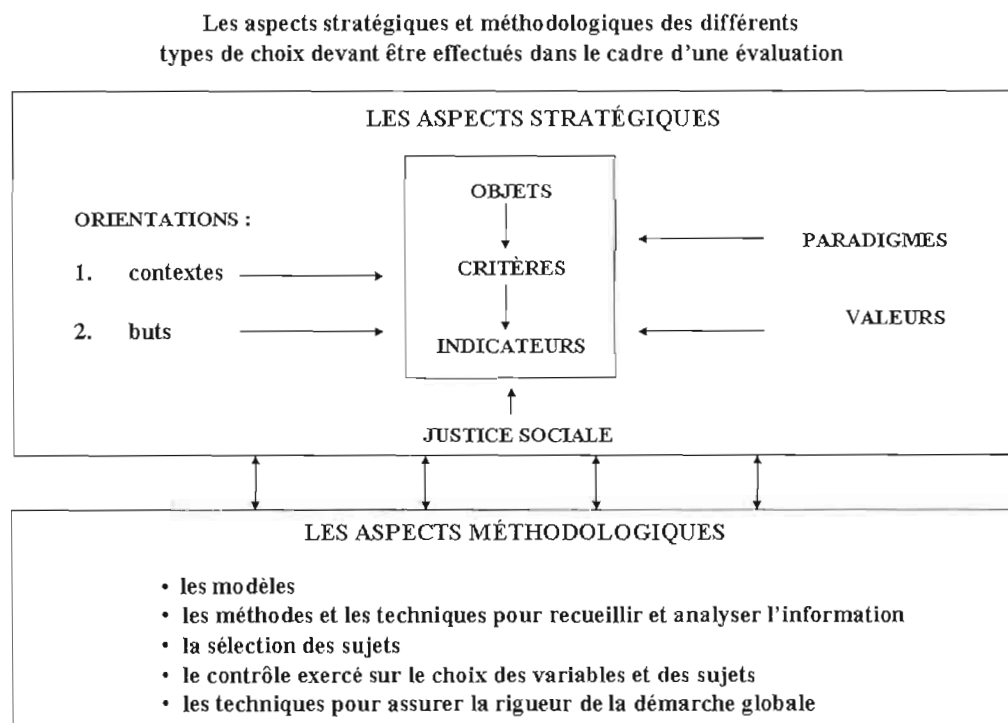 Les aspects stratégiques et méthodologiques des différents
types de choix devant être effectués dans le cadre d'une évaluation
LES ASPECTS STRATÉGIQUES
OBJETS
ORIENTATIONS :
PARADIGMES
1. contextes
CRITÈRES
2. buts
VALEURS
INDICATEURS
JUSTICE SOCIALE
LES ASPECTS MÉTHODOLOGIQUES
• les modèles
• les méthodes et les techniques pour recueillir et analyser l'information
• la sélection des sujets
• le contrôle exercé sur le choix des variables et des sujets
• les techniques pour assurer la rigueur de la démarche globale